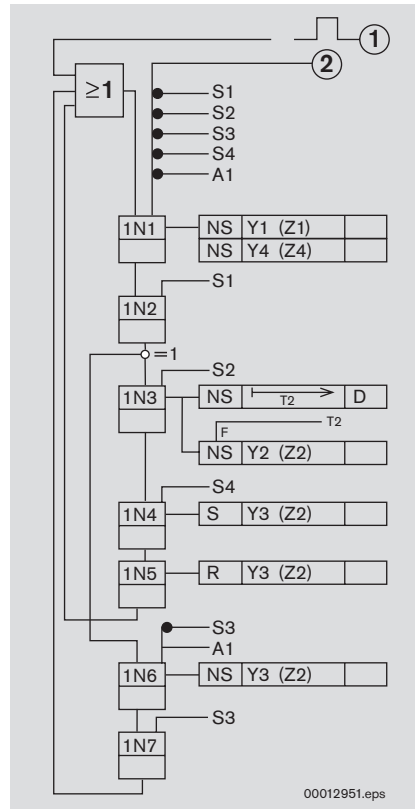 1
2
≥1
S1
S2
S3
S4
A1
1N1 NS Y1 (Z1)
NS Y4 (Z4)
S1
1N2
=1
S2
1N3 NS T2 D
F T2
NS Y2 (Z2)
S4
1N4 S Y3 (Z2)
1N5 R Y3 (Z2)
S3
A1
1N6 NS Y3 (Z2)
S3
1N7
00012951.eps